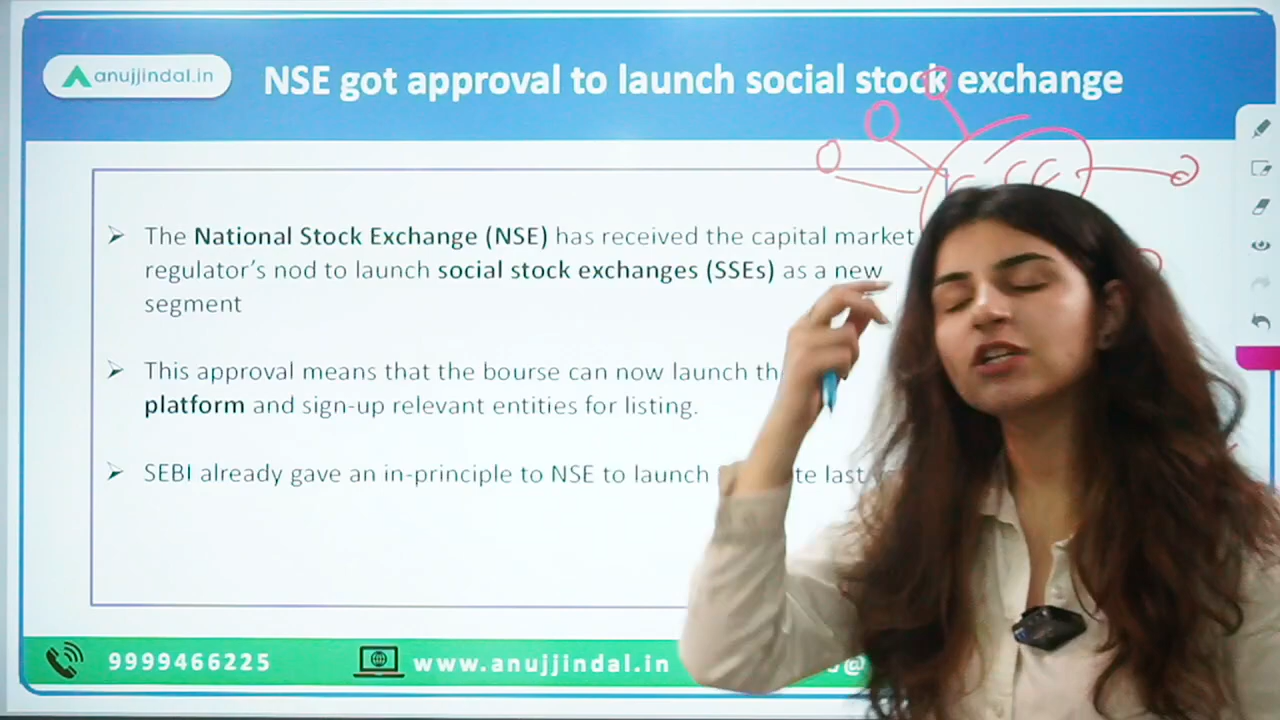 anujjindal.in
NSE got approval to launch social stock exchange
➢ The National Stock Exchange (NSE) has received the capital market
regulator's nod to launch social stock exchanges (SSEs) as a new
segment
➢ This approval means that the bourse can now launch
platform and sign-up relevant entities for listing.
➢ SEBI already gave an in-principle to NSE to launch last
9999466225
www.anujjindal.in